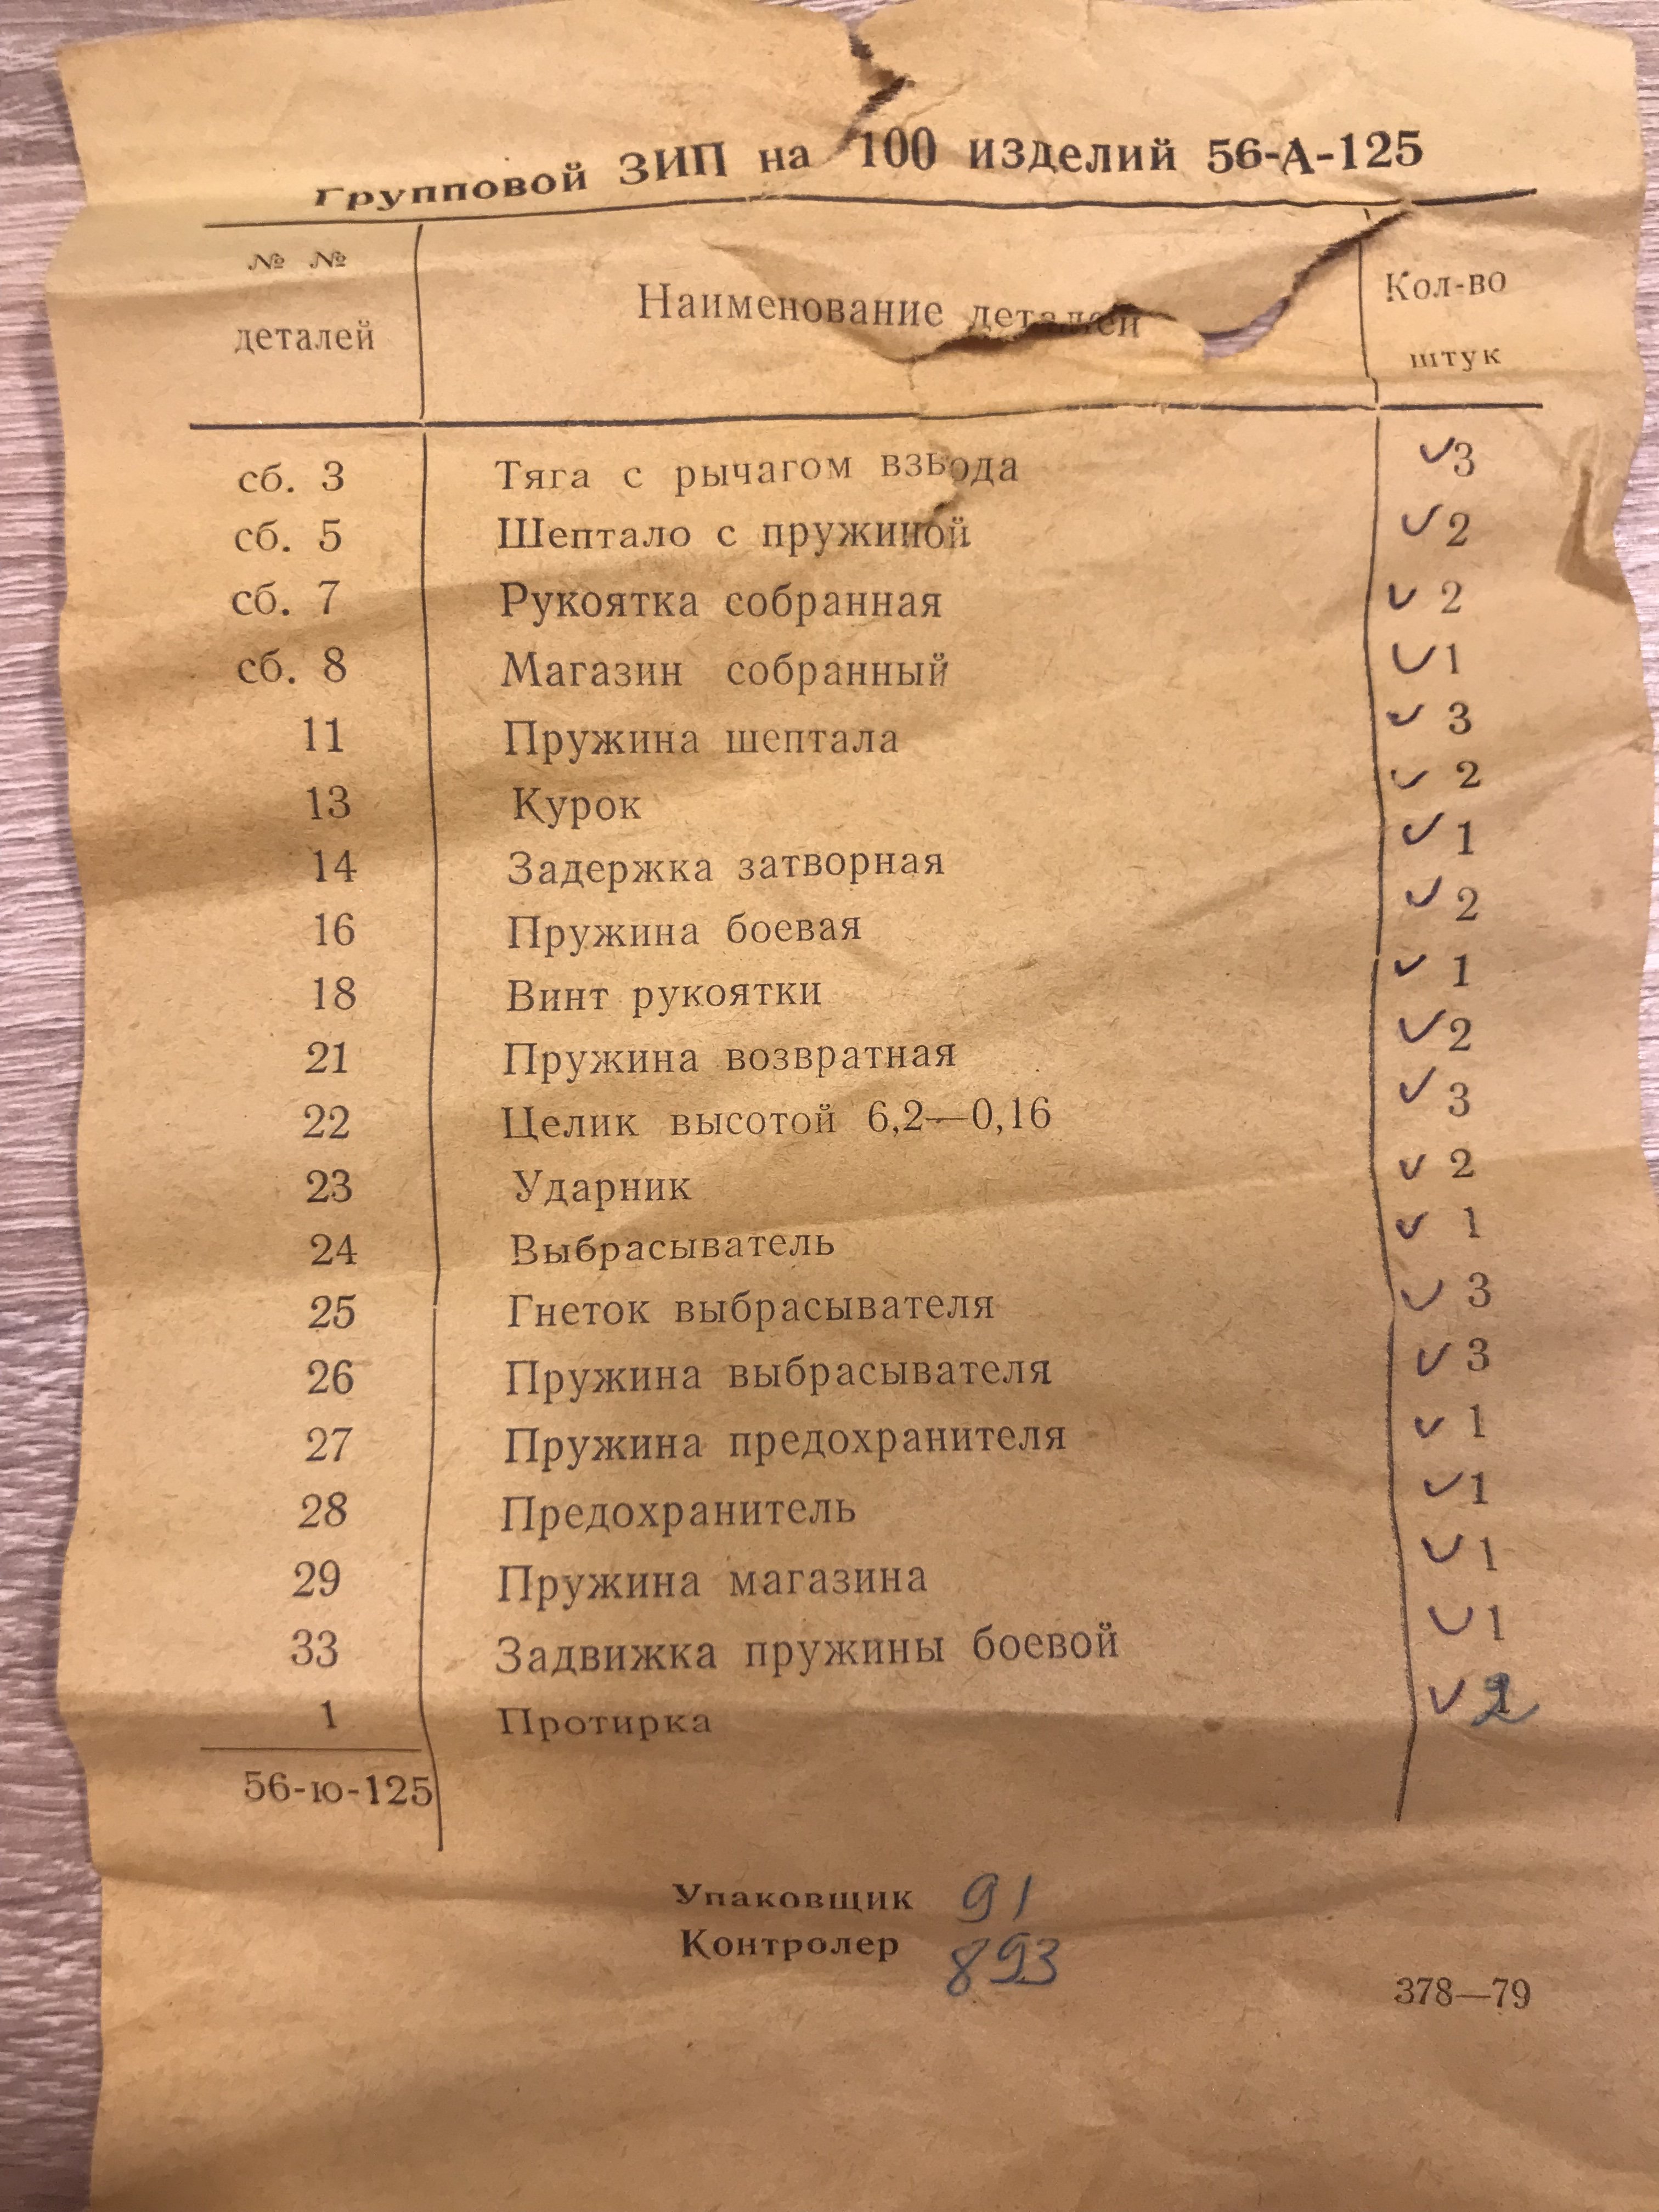 Групповой ЗИП на 100 изделий 56-А-125
№ № деталей Наименование деталей Кол-во штук
сб. 3 Тяга с рычагом взвода ✓3
сб. 5 Шептало с пружиной ✓2
сб. 7 Рукоятка собранная ✓2
сб. 8 Магазин собранный ✓1
11 Пружина шептала ✓3
13 Курок ✓2
14 Задержка затворная ✓1
16 Пружина боевая ✓2
18 Винт рукоятки ✓1
21 Пружина возвратная ✓2
22 Целик высотой 6,2—0,16 ✓3
23 Ударник ✓2
24 Выбрасыватель ✓1
25 Гнеток выбрасывателя ✓3
26 Пружина выбрасывателя ✓3
27 Пружина предохранителя ✓1
28 Предохранитель ✓1
29 Пружина магазина ✓1
33 Задвижка пружины боевой ✓1
1 Протирка ✓2
56-ю-125
Упаковщик 91
Контролер 893
378—79